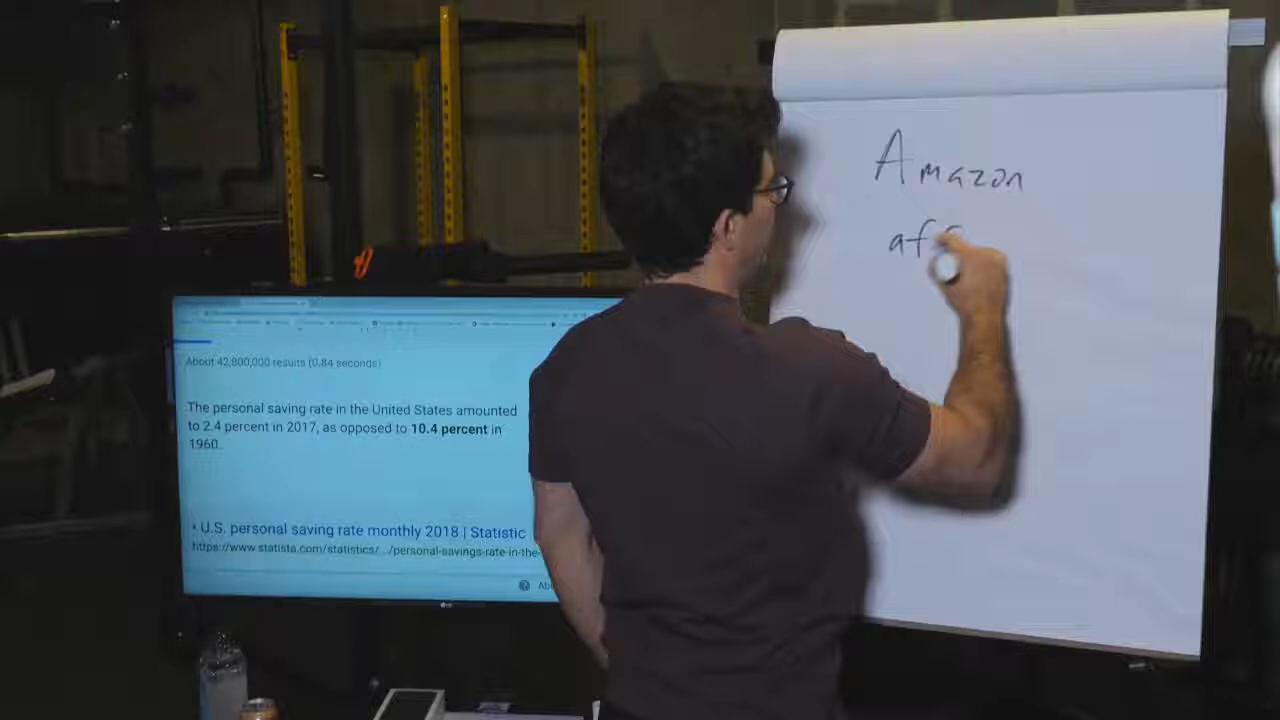 Amazon
af
About 42,800,000 results (0.84 seconds)
The personal saving rate in the United States amounted
to 2.4 percent in 2017, as opposed to 10.4 percent in
1960.
U.S. personal saving rate monthly 2018 | Statistic
https://www.statista.com/statistics/.../personal-savings-rate-in-the-
Abo
LG